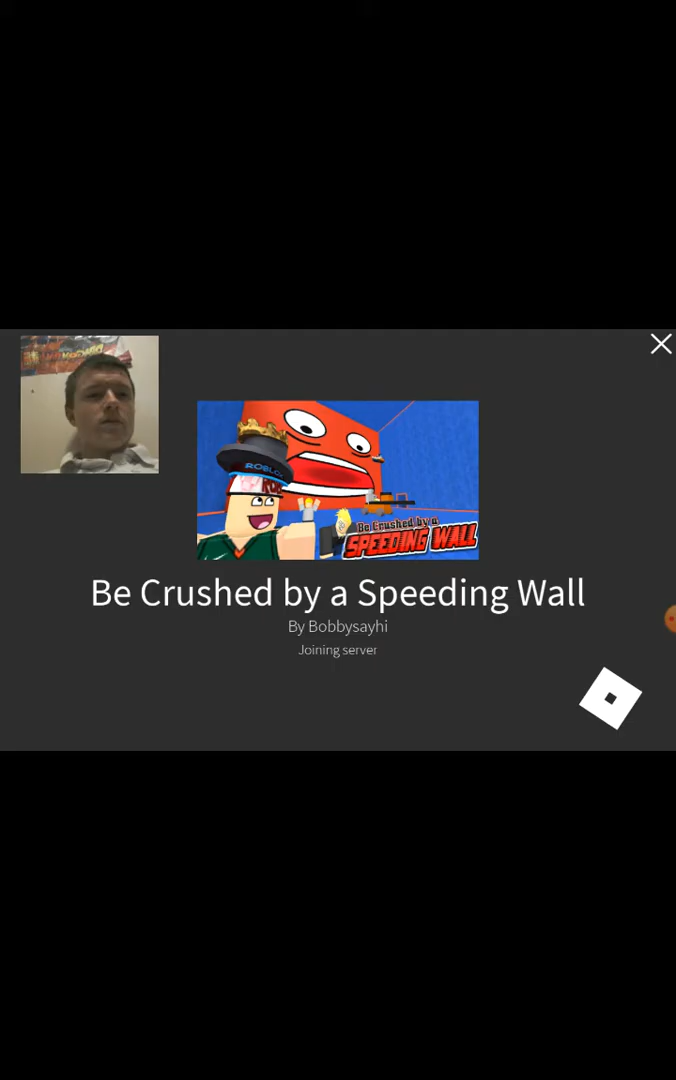 ROBLOX
Be Crushed by a
SPEEDING WALL
Be Crushed by a Speeding Wall
By Bobbysayhi
Joining server